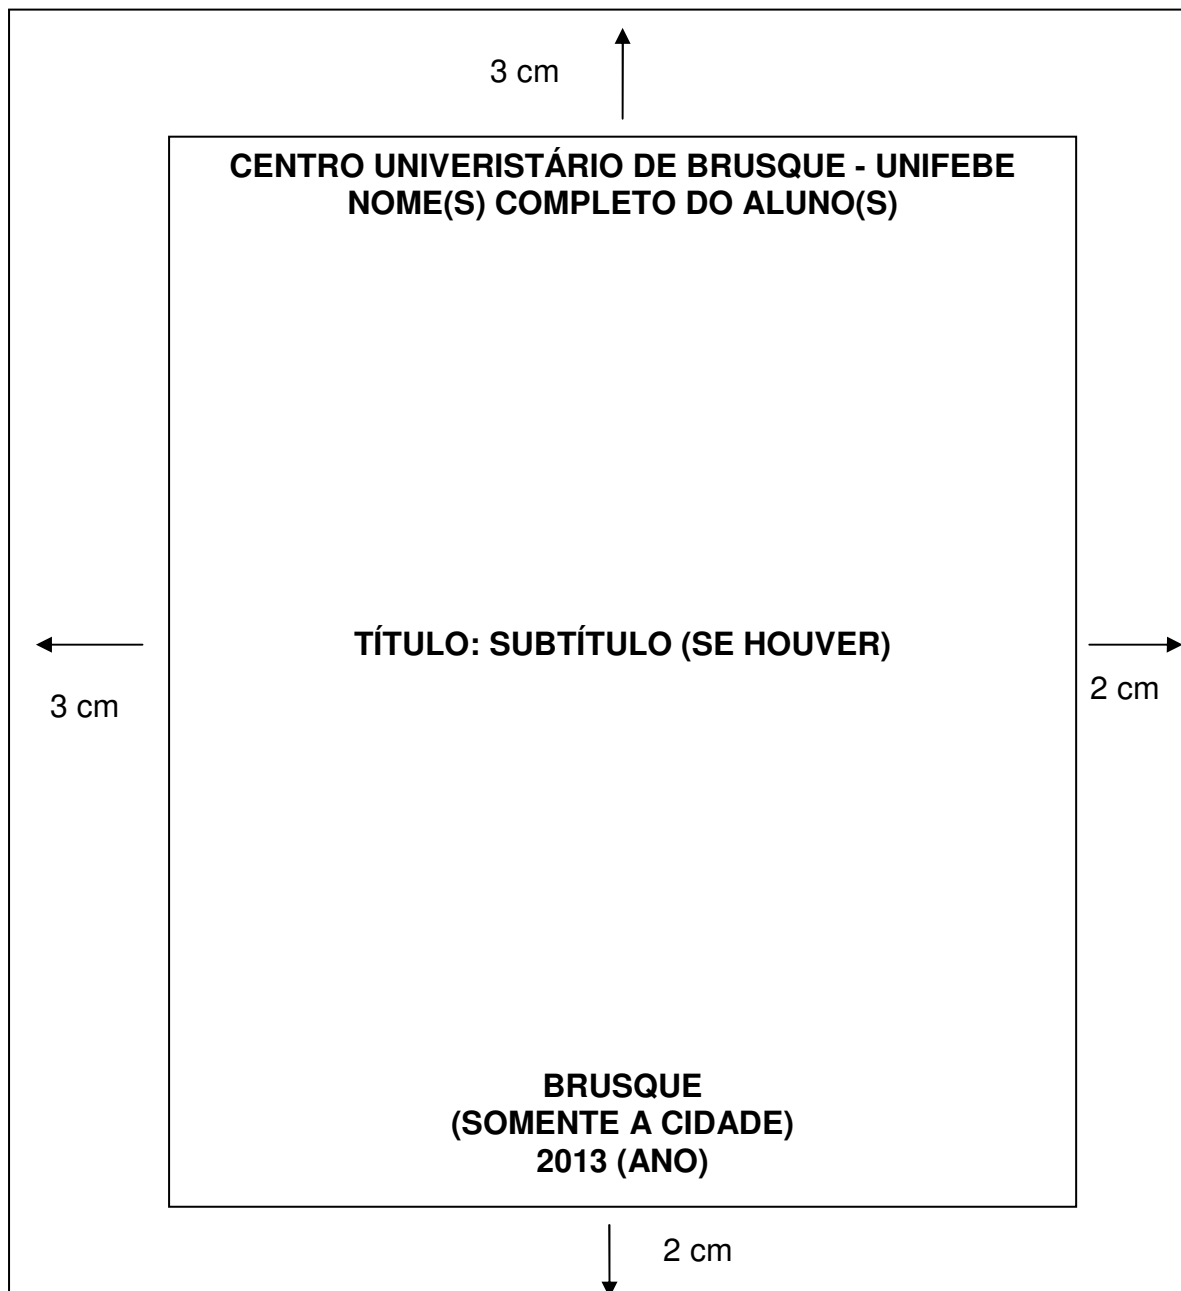 3 cm
CENTRO UNIVERISTÁRIO DE BRUSQUE - UNIFEBE
NOME(S) COMPLETO DO ALUNO(S)
TÍTULO: SUBTÍTULO (SE HOUVER)
3 cm
2 cm
BRUSQUE
(SOMENTE A CIDADE)
2013 (ANO)
2 cm